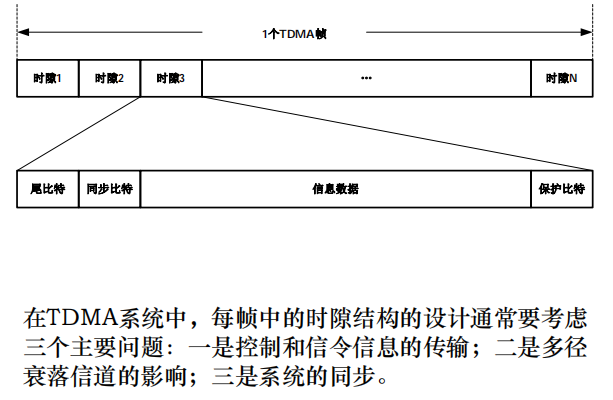 1个TDMA帧
时隙1 时隙2 时隙3 ... 时隙N
尾比特 同步比特 信息数据 保护比特
在TDMA系统中，每帧中的时隙结构的设计通常要考虑
三个主要问题：一是控制和信令信息的传输；二是多径
衰落信道的影响；三是系统的同步。